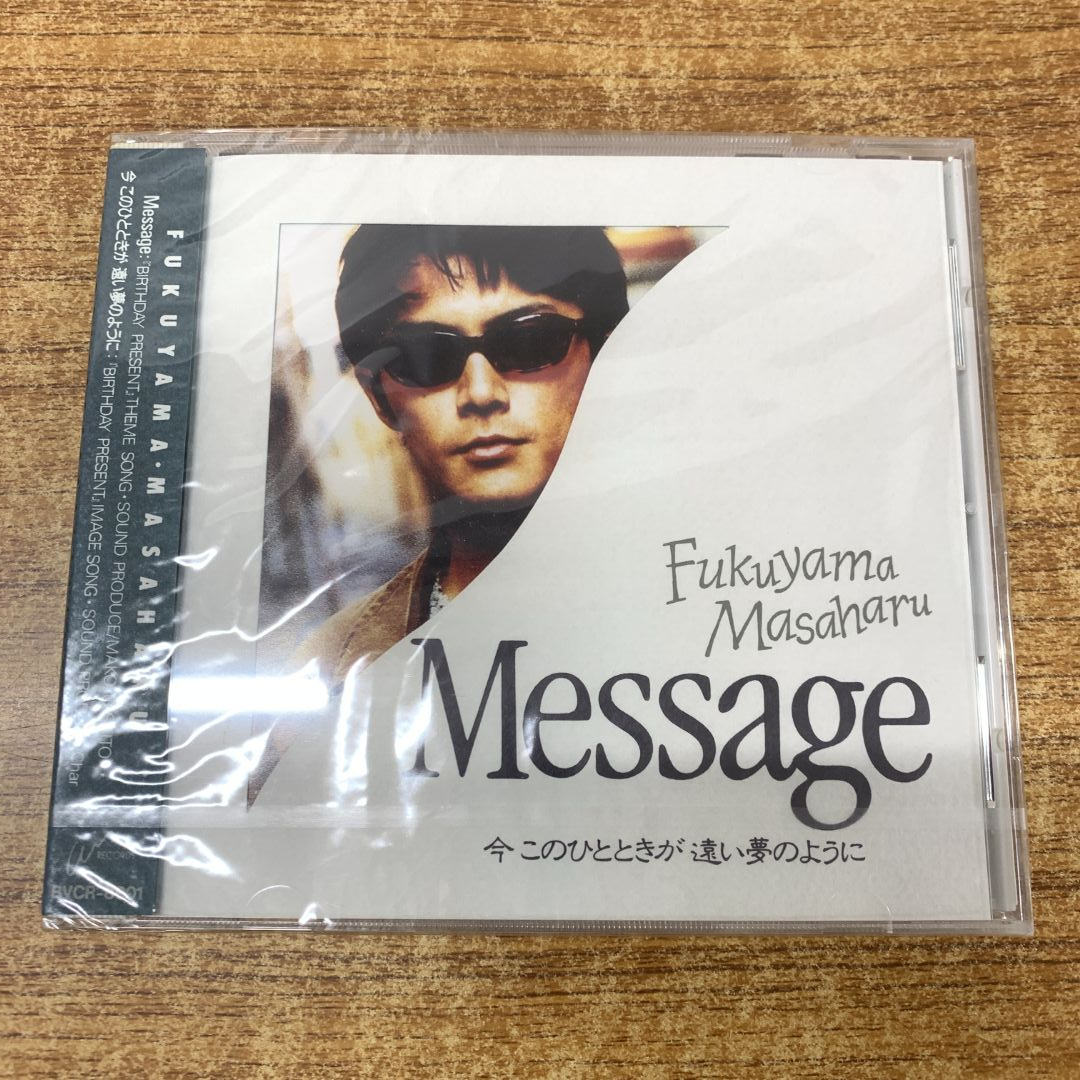 FUKUYAMA・MASAHARU
Message:『BIRTHDAY PRESENT』THEME SONG・SOUND PRODUCE/
今 このひとときが 遠い夢のように:『BIRTHDAY PRESENT』IMAGE SONG・SOUND
Fukuyama
Masaharu
Message
今 このひとときが 遠い夢のように